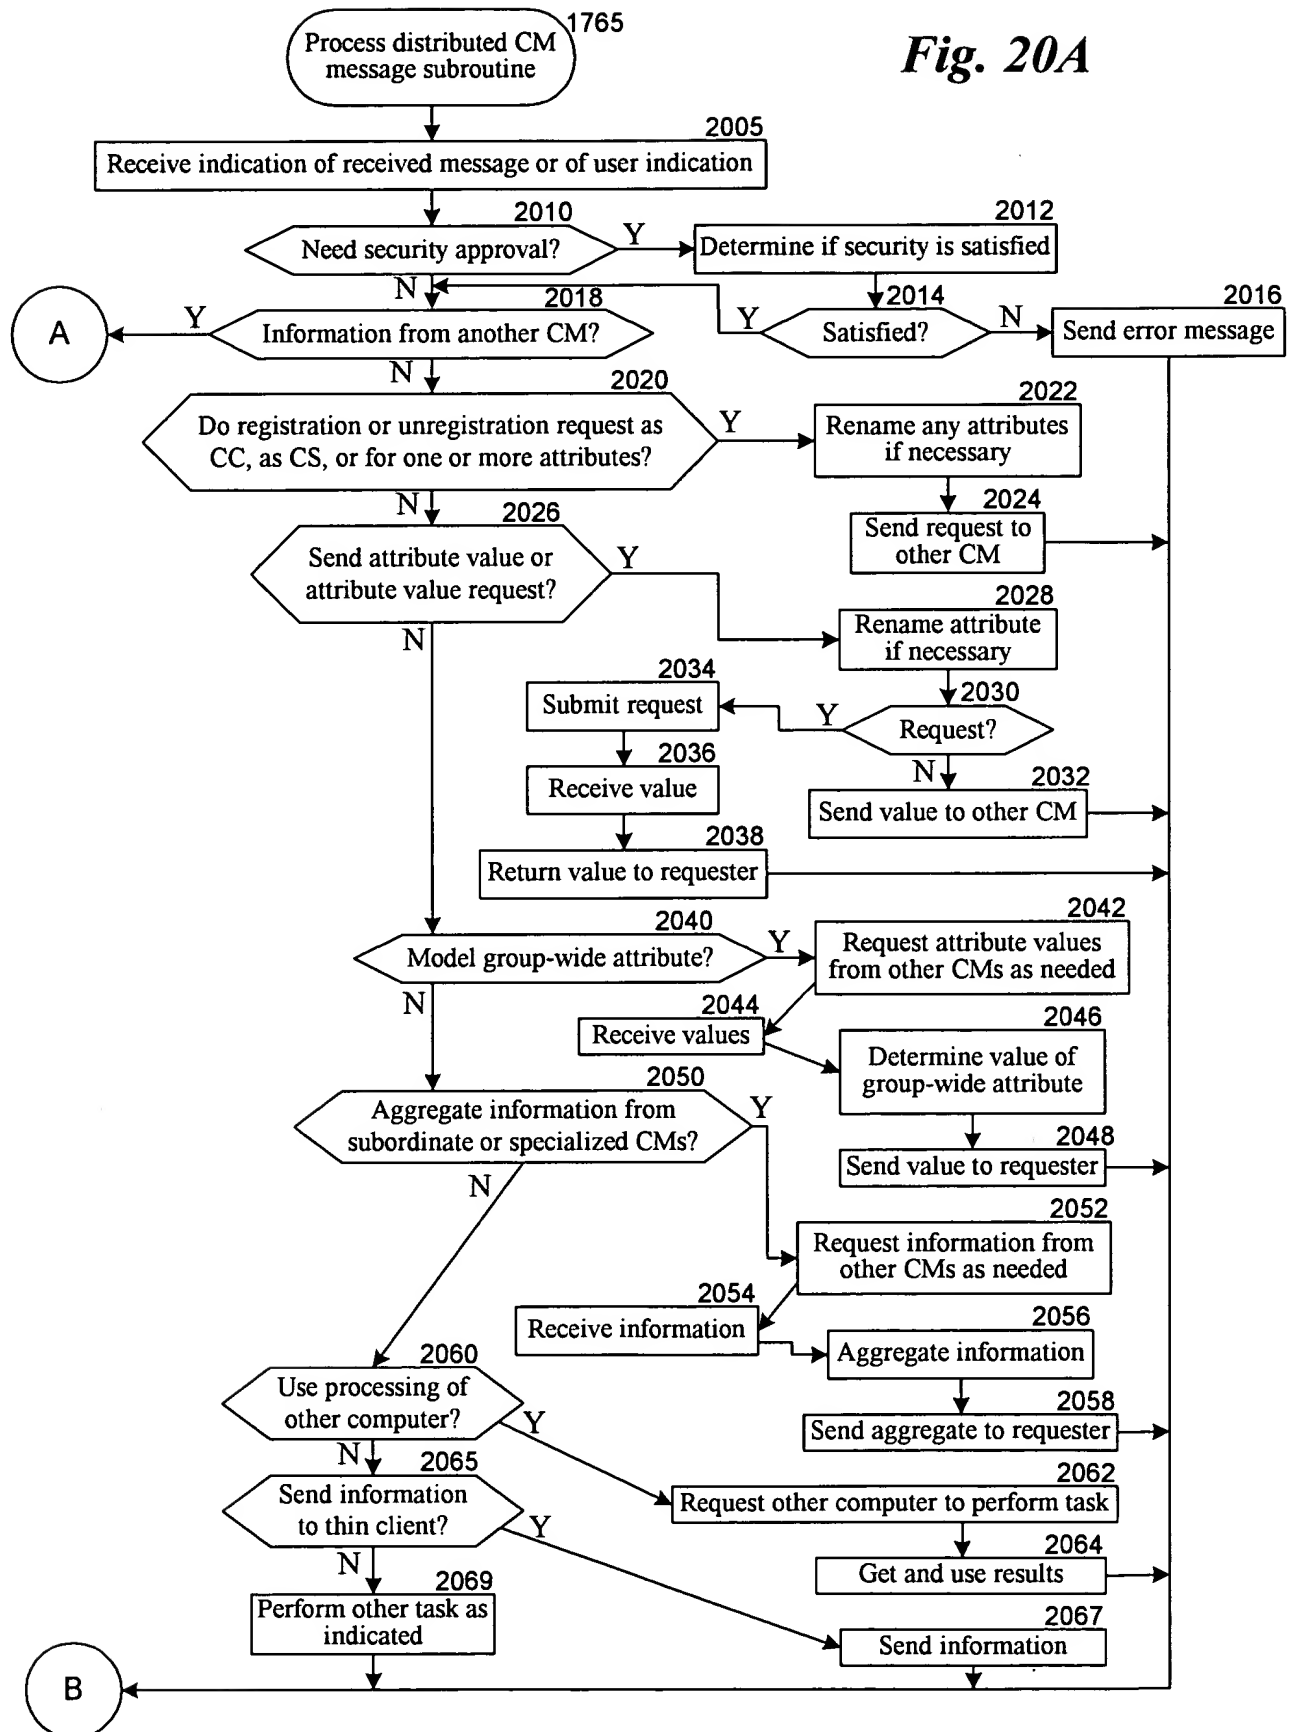 1765
Process distributed CM
message subroutine
Fig. 20A
2005
Receive indication of received message or of user indication
2010
Need security approval?
Y
2012
Determine if security is satisfied
N
2018
Information from another CM?
Y
A
2014
Satisfied?
Y
N
2016
Send error message
N
2020
Do registration or unregistration request as
CC, as CS, or for one or more attributes?
Y
2022
Rename any attributes
if necessary
2024
Send request to
other CM
N
2026
Send attribute value or
attribute value request?
Y
2028
Rename attribute
if necessary
2030
Request?
Y
2034
Submit request
2036
Receive value
2038
Return value to requester
N
2032
Send value to other CM
N
2040
Model group-wide attribute?
Y
2042
Request attribute values
from other CMs as needed
2044
Receive values
2046
Determine value of
group-wide attribute
2048
Send value to requester
N
2050
Aggregate information from
subordinate or specialized CMs?
Y
2052
Request information from
other CMs as needed
2054
Receive information
2056
Aggregate information
2058
Send aggregate to requester
N
2060
Use processing of
other computer?
Y
2062
Request other computer to perform task
2064
Get and use results
N
2065
Send information
to thin client?
Y
2067
Send information
N
2069
Perform other task as
indicated
B